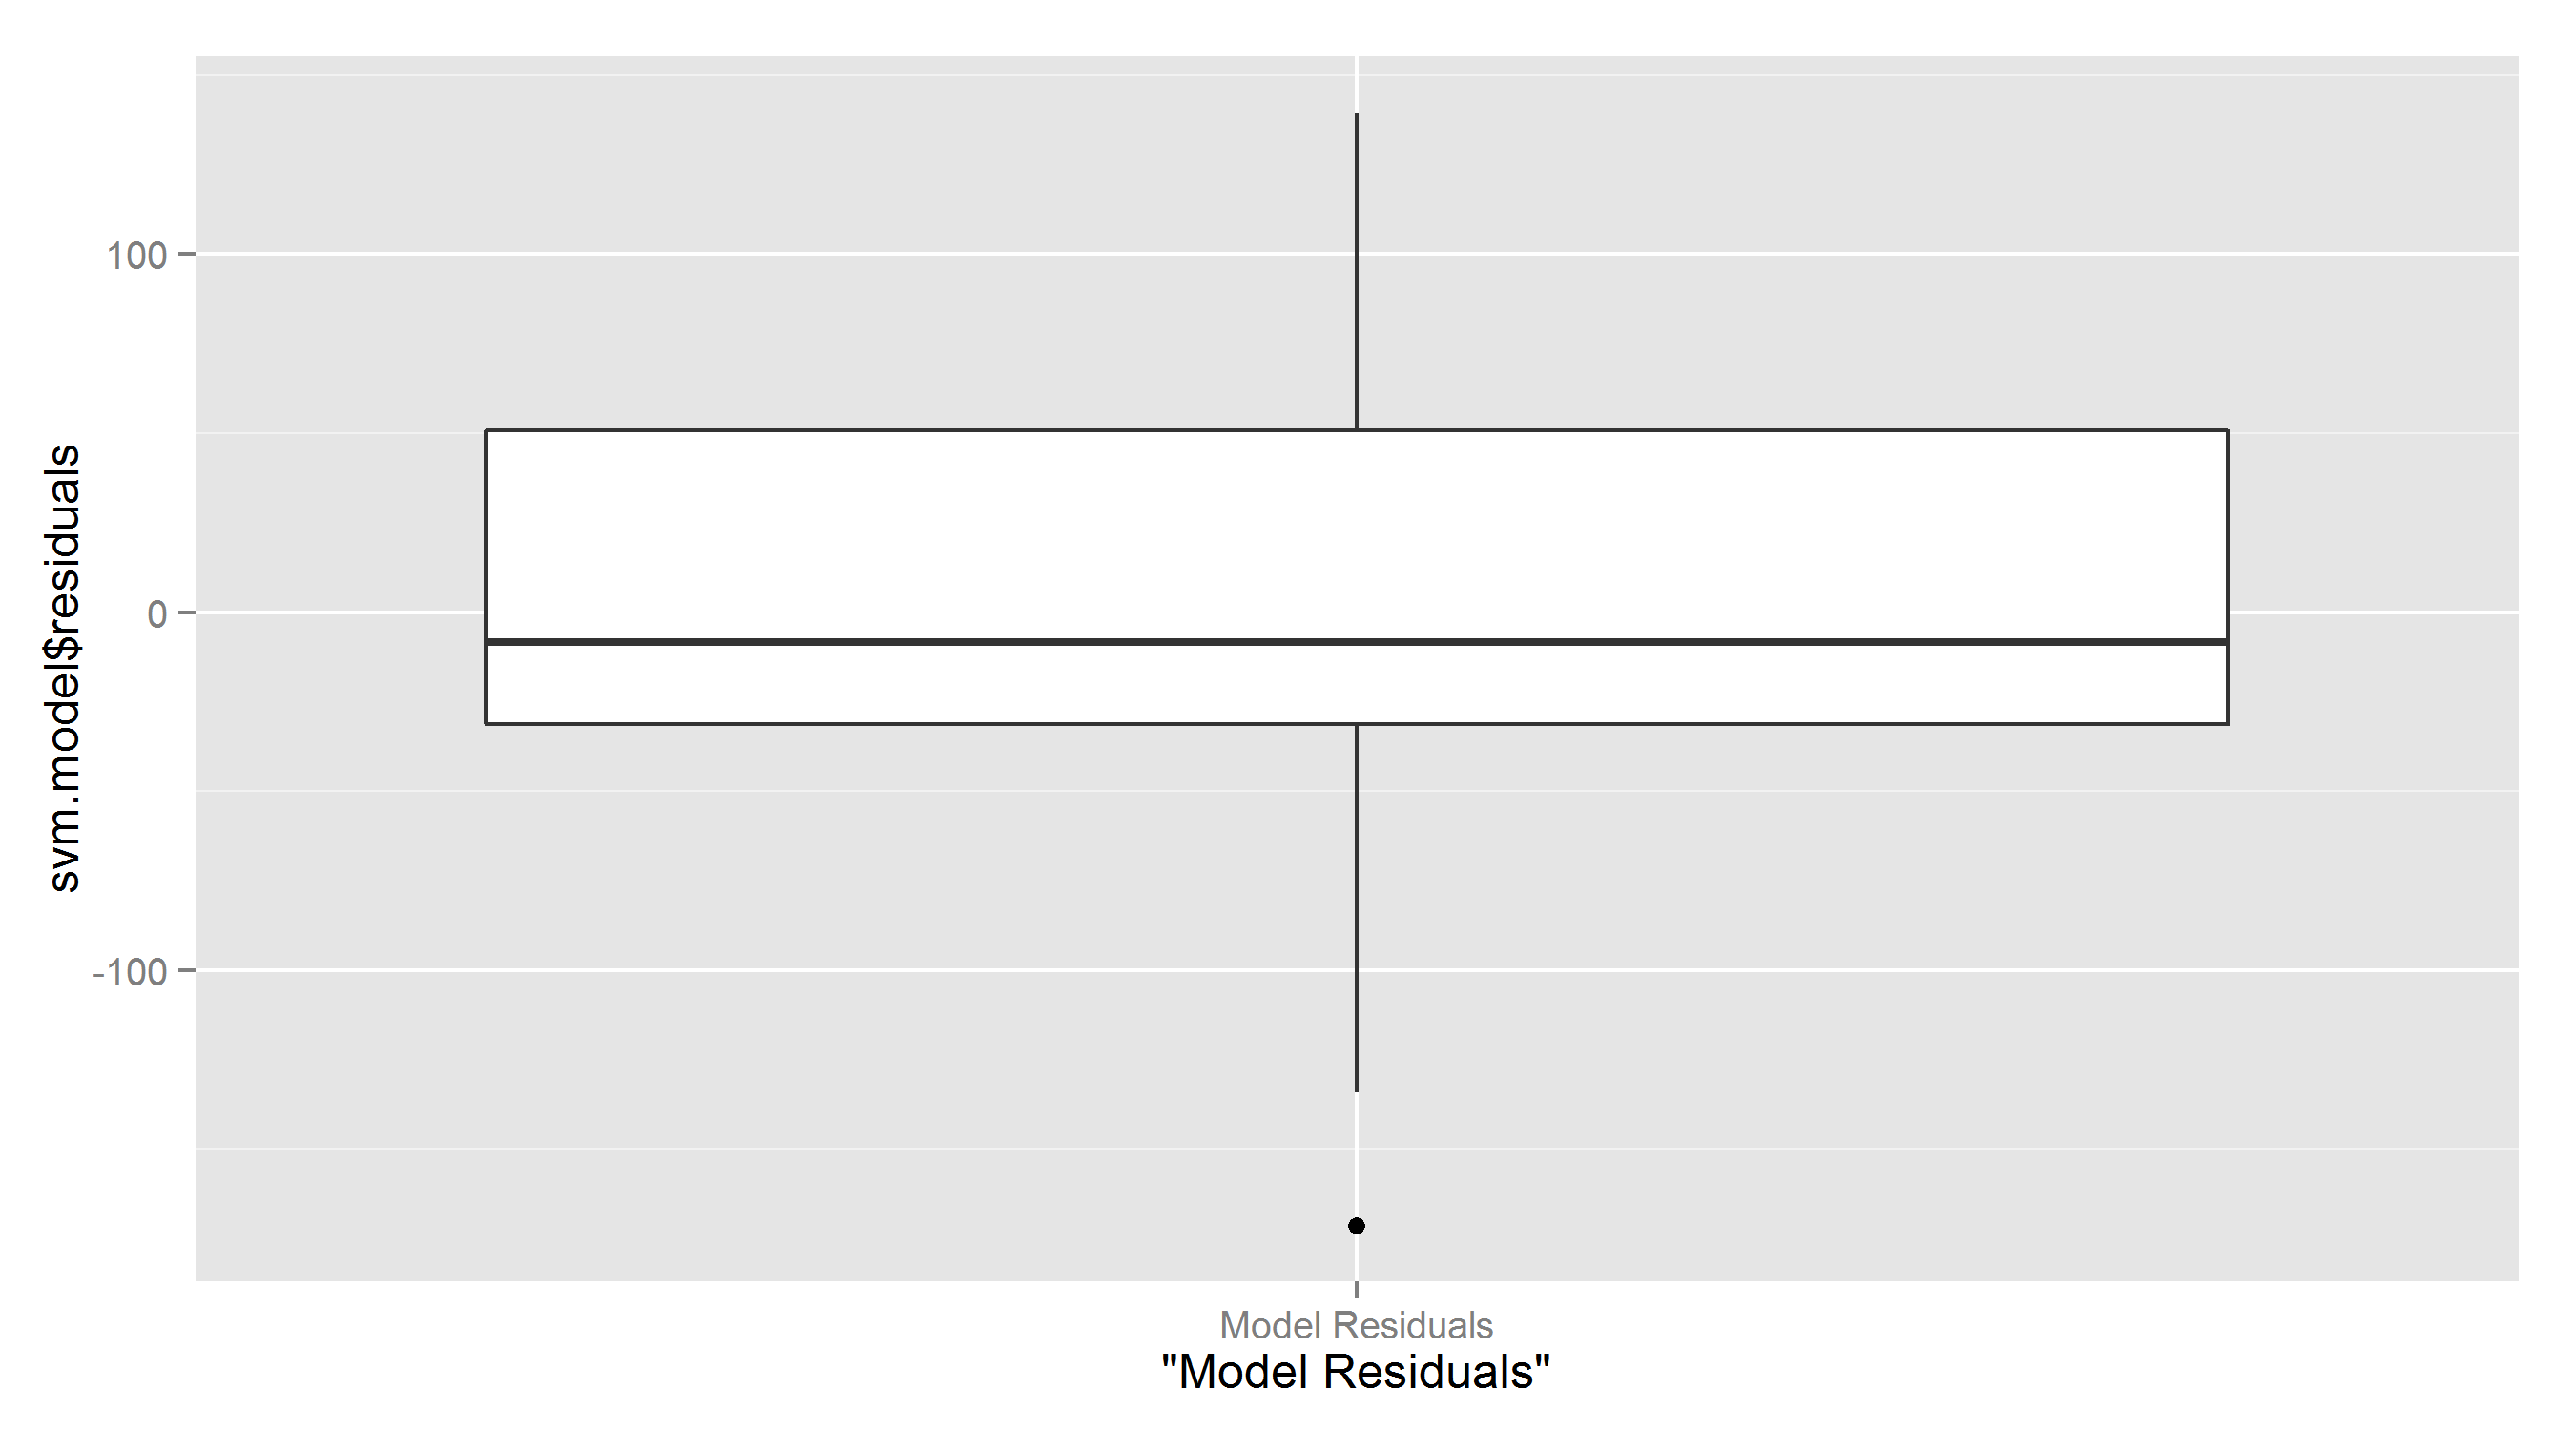 svm.model$residuals
100
0
-100
Model Residuals
"Model Residuals"